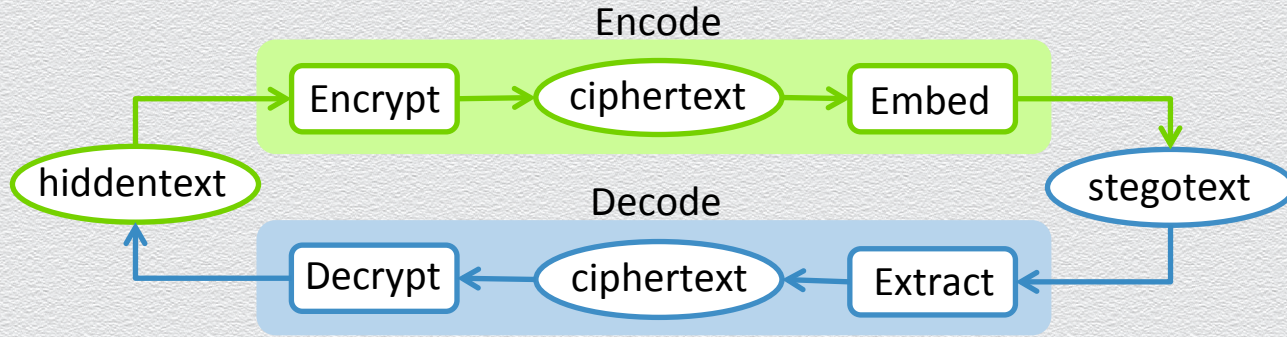 Encode
Encrypt
ciphertext
Embed
hiddentext
stegotext
Decode
Decrypt
ciphertext
Extract